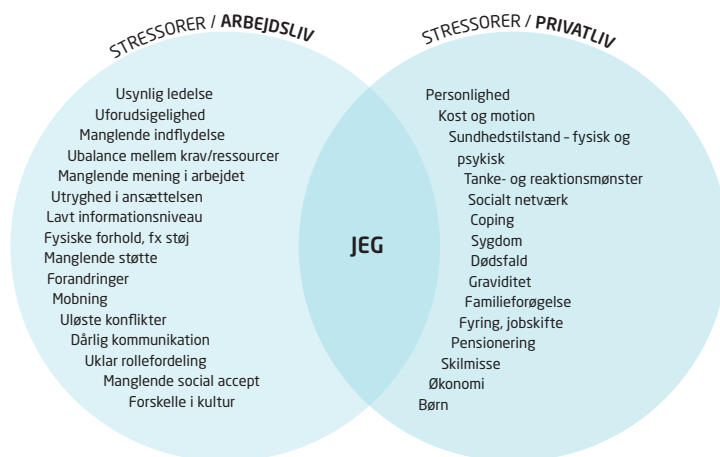 STRESSORER / ARBEJDSLIV
Usynlig ledelse
Uforudsigelighed
Manglende indflydelse
Ubalance mellem krav/ressourcer
Manglende mening i arbejdet
Utryghed i ansættelsen
Lavt informationsniveau
Fysiske forhold, fx støj
Manglende støtte
Forandringer
Mobning
Uløste konflikter
Dårlig kommunikation
Uklar rollefordeling
Manglende social accept
Forskelle i kultur
JEG
STRESSORER / PRIVATLIV
Personlighed
Kost og motion
Sundhedstilstand – fysisk og
psykisk
Tanke- og reaktionsmønster
Socialt netværk
Coping
Sygdom
Dødsfald
Graviditet
Familieforøgelse
Fyring, jobskifte
Pensionering
Skilmisse
Økonomi
Børn